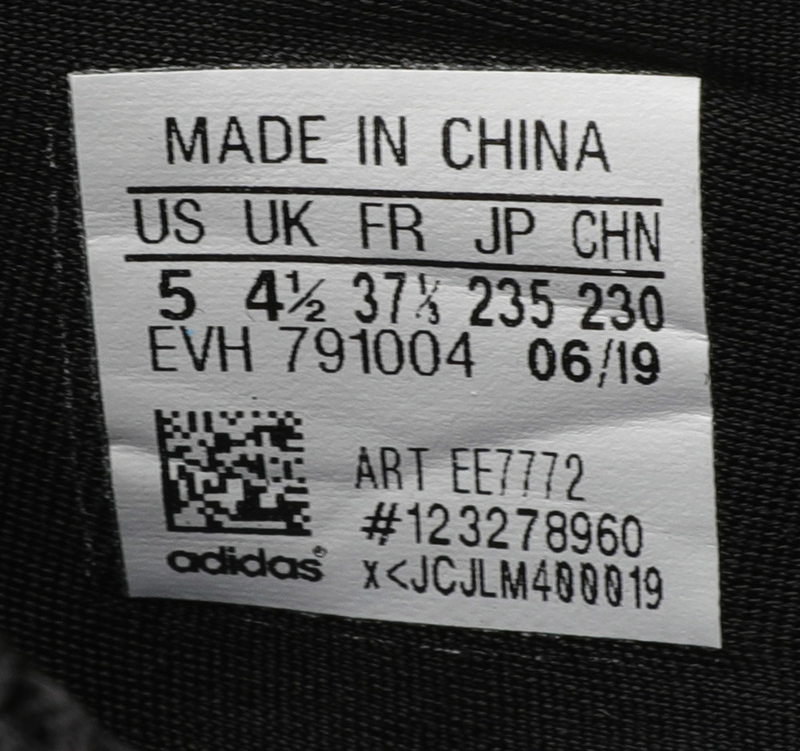 MADE IN CHINA
US UK FR JP CHN
5 4½ 37⅓ 235 230
EVH 791004 06/19
ART EE7772
#123278960
adidas®
x<JCJLM400019